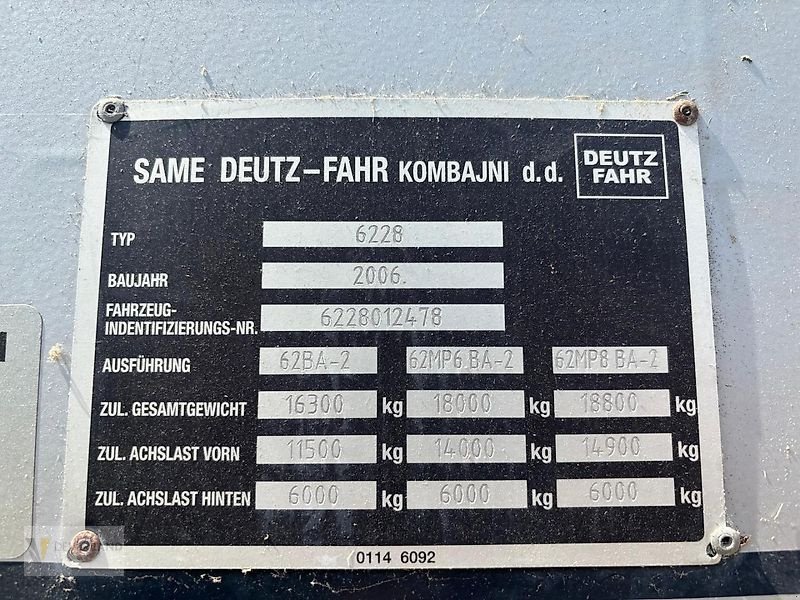 SAME DEUTZ-FAHR KOMBAJNI d.d.
DEUTZ
FAHR
TYP 6228
BAUJAHR 2006.
FAHRZEUG-
INDENTIFIZIERUNGS-NR. 6228012478
AUSFÜHRUNG 62BA-2 62MP6 BA-2 62MP8 BA-2
ZUL. GESAMTGEWICHT 16300 kg 18000 kg 18800 kg
ZUL. ACHSLAST VORN 11500 kg 14000 kg 14900 kg
ZUL. ACHSLAST HINTEN 6000 kg 6000 kg 6000 kg
0114 6092